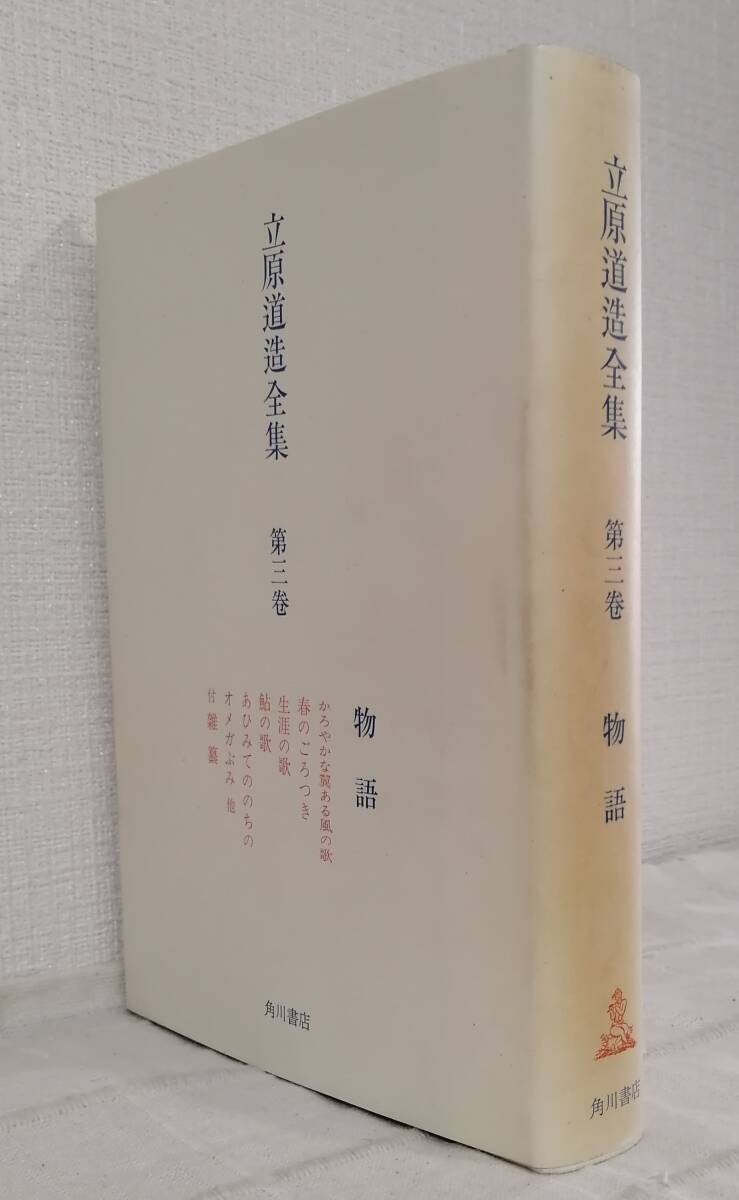 立原道造全集
第三巻
物語
かろやかな翼ある風の歌
春のごろつき
生涯の歌
鮎の歌
あひみてののちの
オメガぶみ 他
付雑纂
角川書店
立原道造全集
第三巻
物語
角川書店